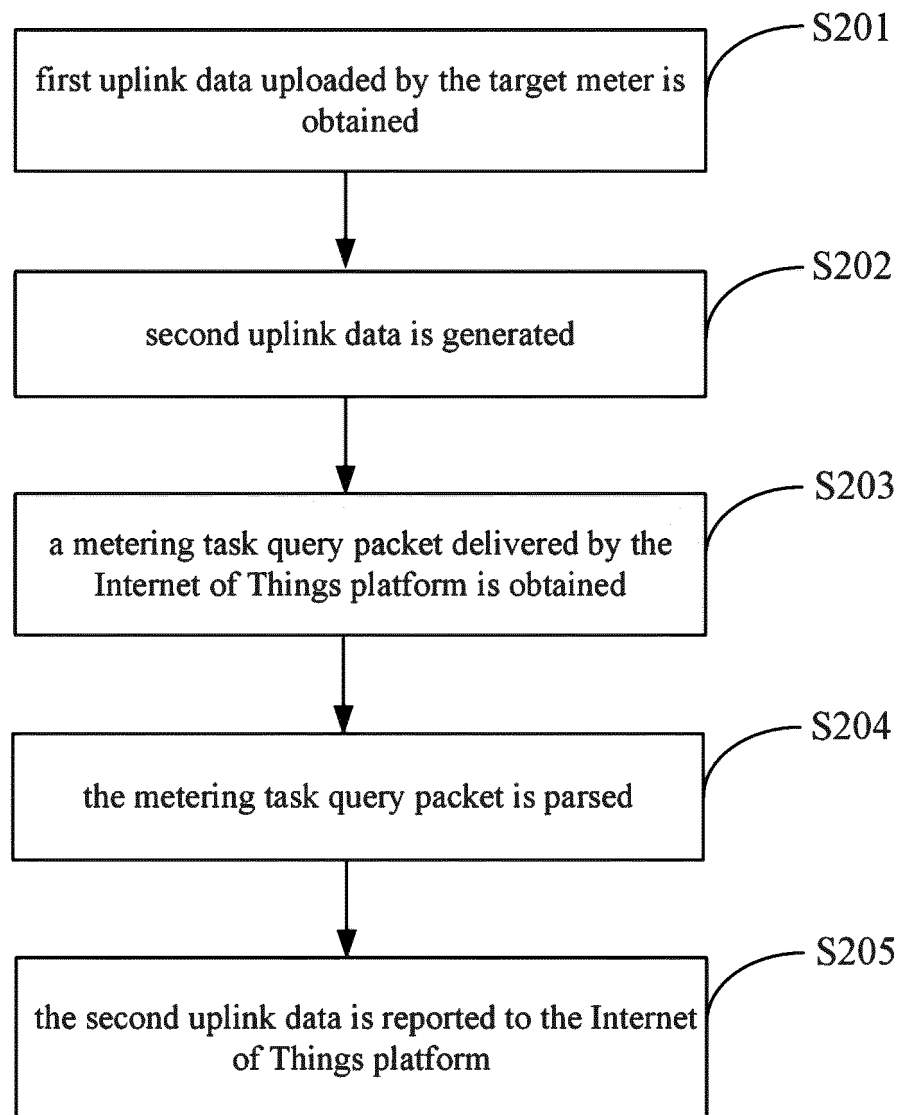 S201
first uplink data uploaded by the target meter is
obtained
S202
second uplink data is generated
S203
a metering task query packet delivered by the
Internet of Things platform is obtained
S204
the metering task query packet is parsed
S205
the second uplink data is reported to the Internet
of Things platform